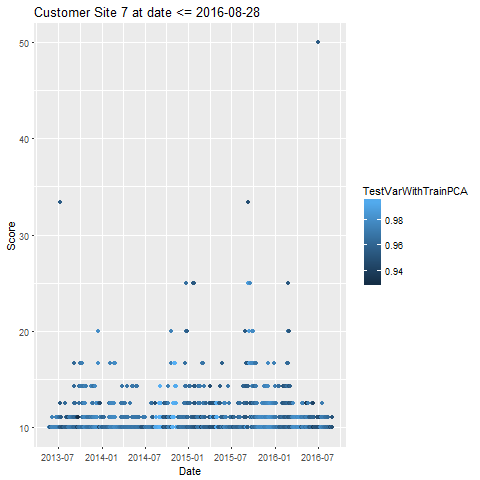 Customer Site 7 at date <= 2016-08-28
50
40
30
20
10
Score
2013-07 2014-01 2014-07 2015-01 2015-07 2016-01 2016-07
Date
TestVarWithTrainPCA
0.98
0.96
0.94